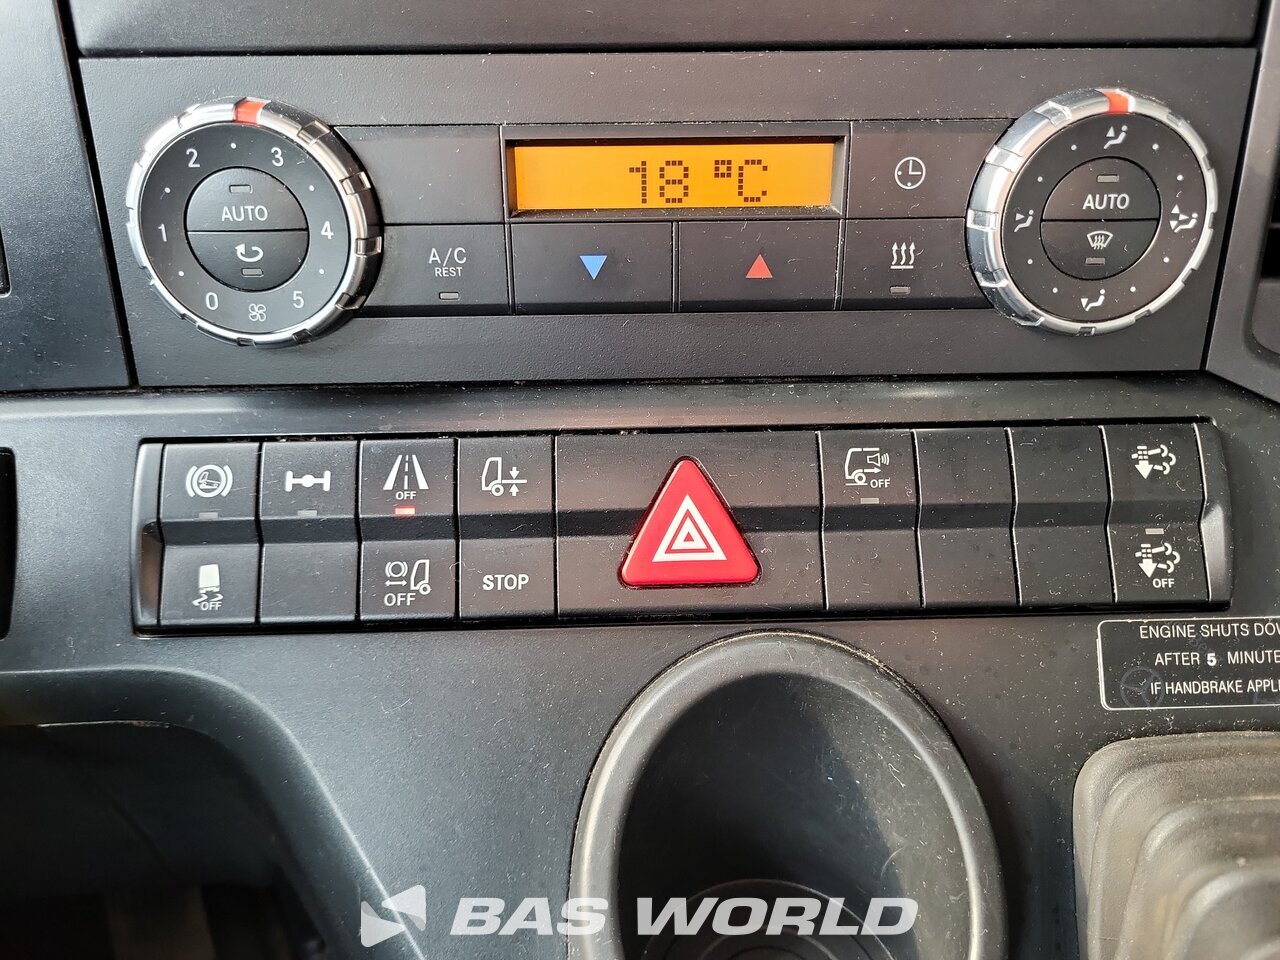 2 3
1 4
0 5
AUTO
18 °C
A/C
REST
AUTO
OFF
OFF
OFF
STOP
OFF
OFF
ENGINE SHUTS DOW
AFTER 5 MINUTE
IF HANDBRAKE APPLI
BAS WORLD